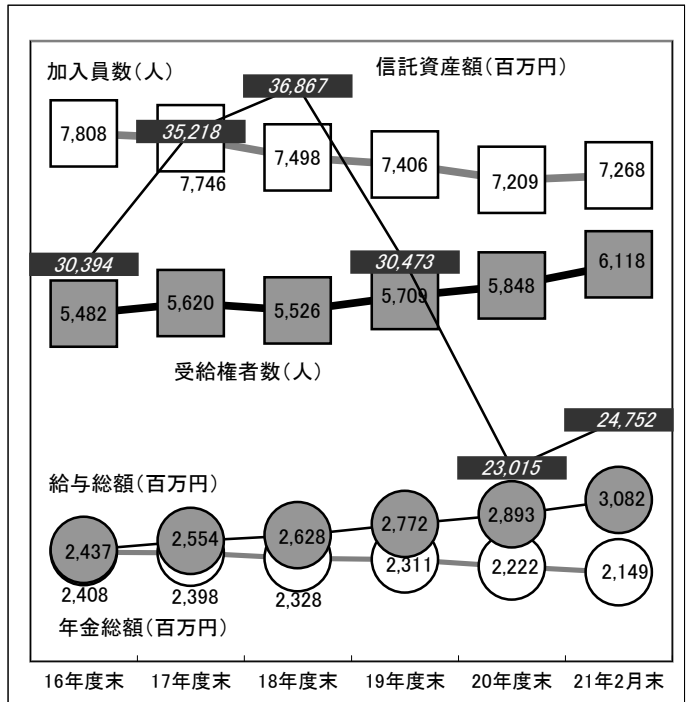 加入員数(人) 信託資産額(百万円)
36,867
7,808 35,218 7,498 7,406 7,209 7,268
7,746
30,394 30,473
5,482 5,620 5,526 5,709 5,848 6,118
受給権者数(人)
24,752
23,015
給与総額(百万円)
2,437 2,554 2,628 2,772 2,893 3,082
2,408 2,398 2,328 2,311 2,222 2,149
年金総額(百万円)
16年度末 17年度末 18年度末 19年度末 20年度末 21年2月末